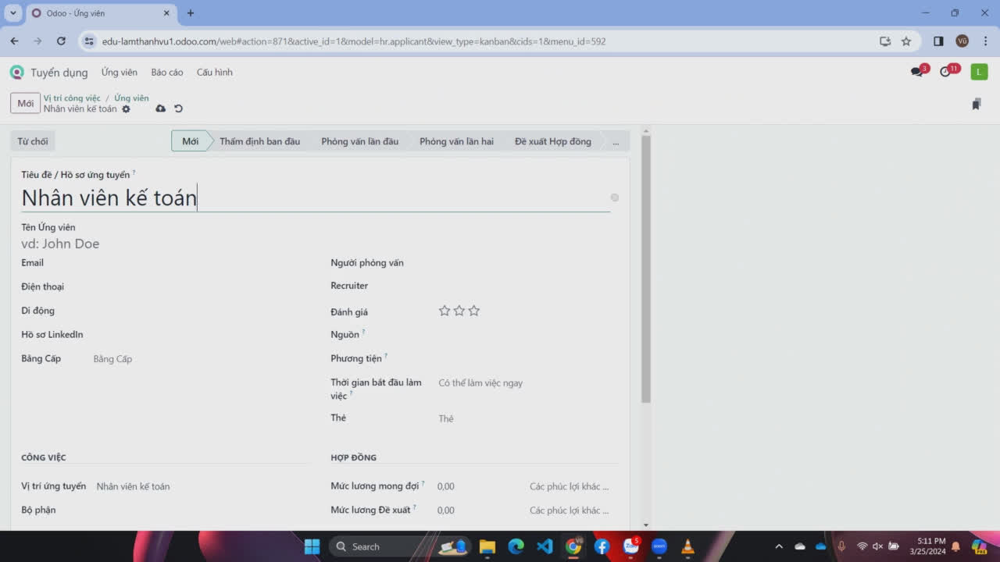 Odoo - Ứng viên
edu-lamthanhvu1.odoo.com/web#action=871&active_id=1&model=hr.applicant&view_type=kanban&cids=1&menu_id=592
Vũ
Tuyển dụng Ứng viên Báo cáo Cấu hình
3 11 L
Mới Vị trí công việc / Ứng viên
Nhân viên kế toán
Từ chối Mới Thẩm định ban đầu Phỏng vấn lần đầu Phỏng vấn lần hai Đề xuất Hợp đồng ...
Tiêu đề / Hồ sơ ứng tuyển ?
Nhân viên kế toán
Tên Ứng viên
vd: John Doe
Email Người phỏng vấn
Điện thoại Recruiter
Di động Đánh giá
Hồ sơ LinkedIn Nguồn ?
Bằng Cấp Bằng Cấp Phương tiện ?
Thời gian bắt đầu làm việc ? Có thể làm việc ngay
Thẻ Thẻ
CÔNG VIỆC HỢP ĐỒNG
Vị trí ứng tuyển Nhân viên kế toán Mức lương mong đợi ? 0,00 Các phúc lợi khác ...
Bộ phận Mức lương Đề xuất ? 0,00 Các phúc lợi khác ...
Search
Zalo 5
zoom
5:11 PM
3/25/2024
PRE